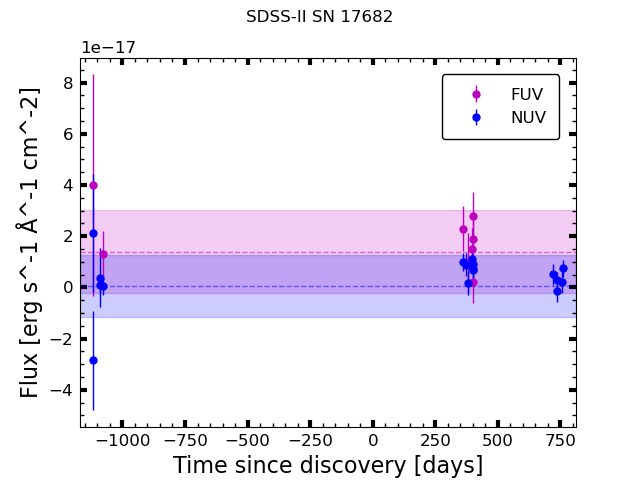 SDSS-II SN 17682
1e−17
FUV
NUV
8
6
4
2
0
−2
−4
Flux [erg s^-1 Å^-1 cm^-2]
−1000 −750 −500 −250 0 250 500 750
Time since discovery [days]